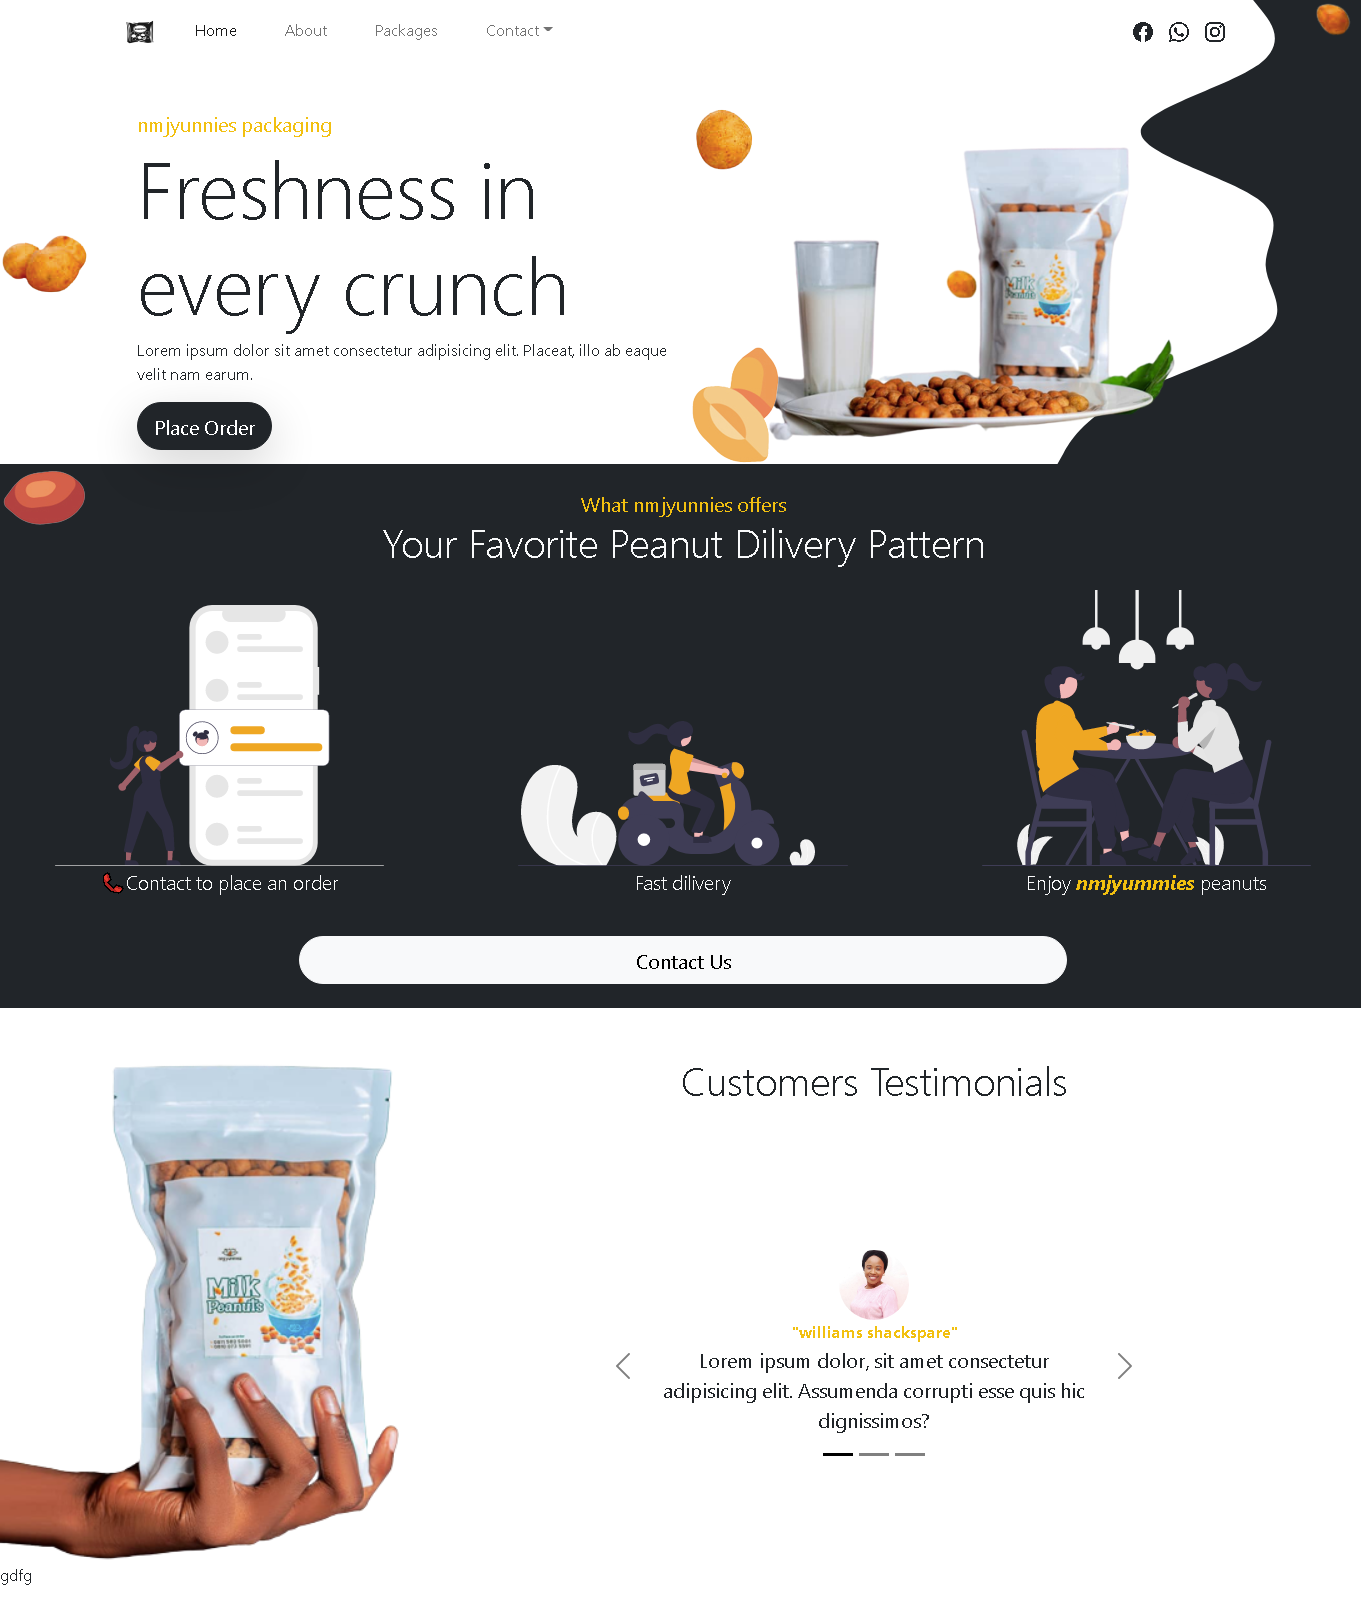 Home About Packages Contact
nmjyunnies packaging
Freshness in
every crunch
Lorem ipsum dolor sit amet consectetur adipisicing elit. Placeat, illo ab eaque
velit nam earum.
Place Order
Milk
Peanuts
What nmjyunnies offers
Your Favorite Peanut Dilivery Pattern
Contact to place an order
Fast dilivery
Enjoy nmjyummies peanuts
Contact Us
Customers Testimonials
Milk
Peanuts
"williams shackspare"
Lorem ipsum dolor, sit amet consectetur
adipisicing elit. Assumenda corrupti esse quis hic
dignissimos?
gdfg